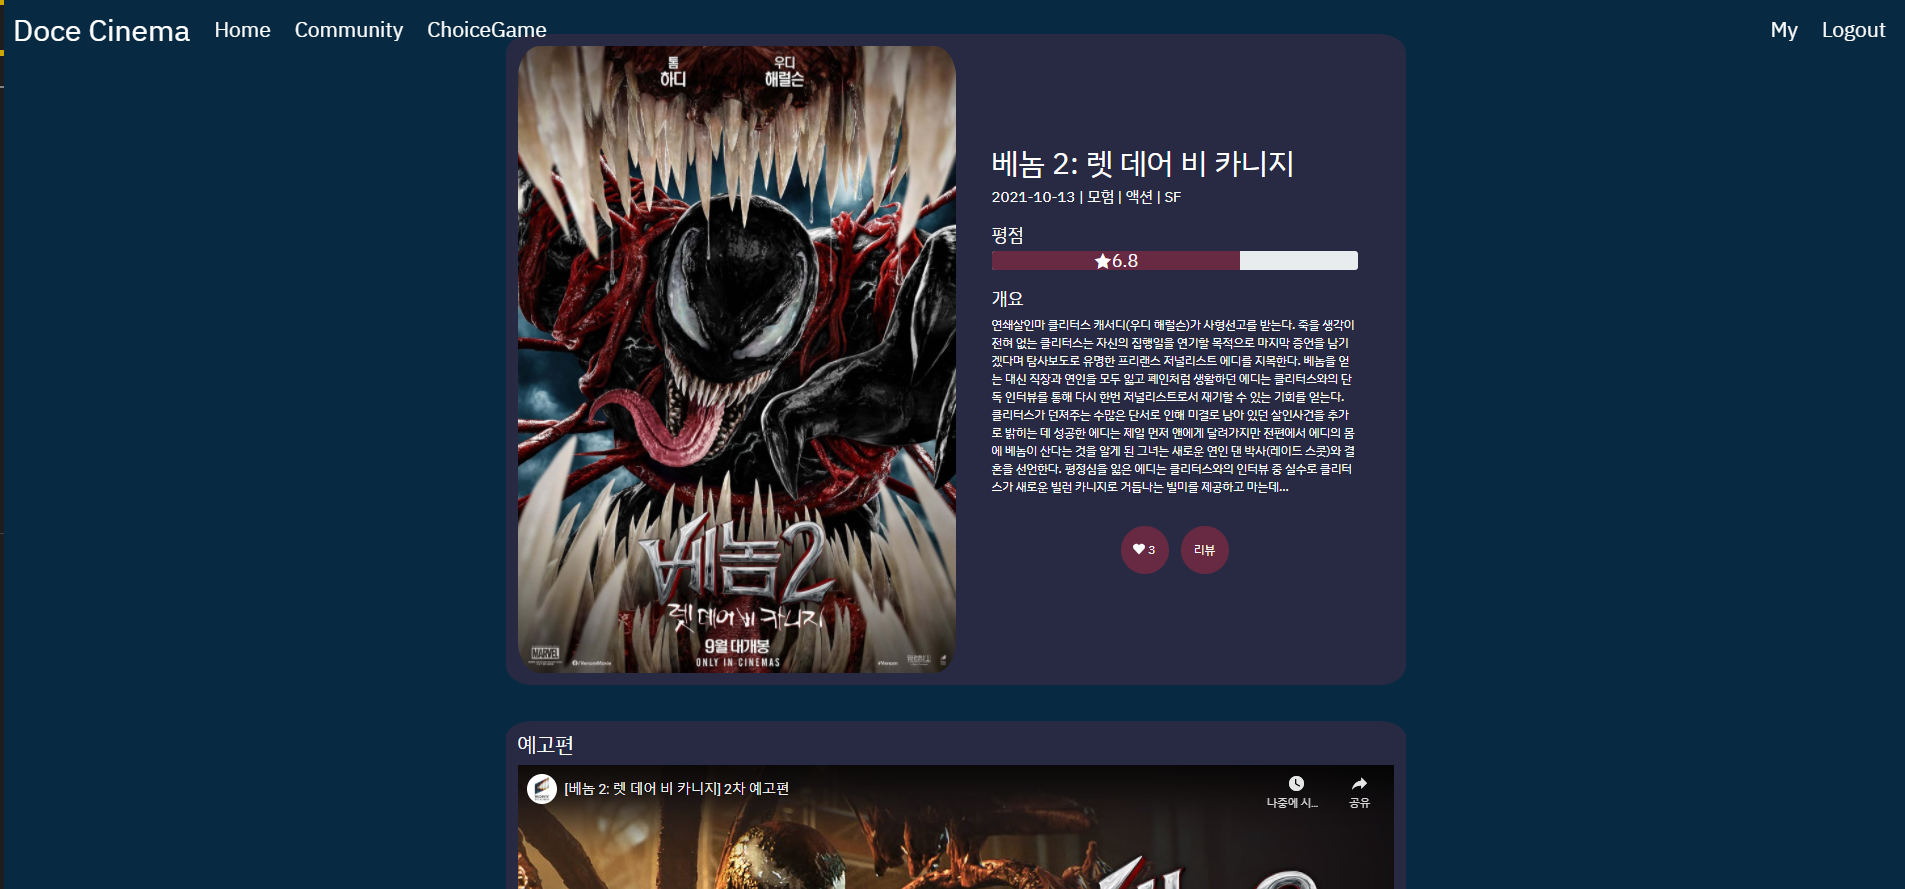 Doce Cinema Home Community ChoiceGame My Logout
톰 우디
하디 해럴슨
베놈2
렛 데어 비 카니지
9월 대개봉
ONLY IN CINEMAS
MARVEL
베놈 2: 렛 데어 비 카니지
2021-10-13 | 모험 | 액션 | SF
평점
★6.8
개요
연쇄살인마 클리터스 캐서디(우디 해럴슨)가 사형선고를 받는다. 죽을 생각이
전혀 없는 클리터스는 자신의 집행일을 연기할 목적으로 마지막 증언을 남기
겠다며 탐사보도로 유명한 프리랜스 저널리스트 에디를 지목한다. 베놈을 얻
는 대신 직장과 연인을 모두 잃고 폐인처럼 생활하던 에디는 클리터스와의 단
독 인터뷰를 통해 다시 한번 저널리스트로서 재기할 수 있는 기회를 얻는다.
클리터스가 던져주는 수많은 단서로 인해 미결로 남아 있던 살인사건을 추가
로 밝히는 데 성공한 에디는 제일 먼저 앤에게 달려가지만 전편에서 에디의 몸
에 베놈이 산다는 것을 알게 된 그녀는 새로운 연인 댄 박사(레이드 스콧)와 결
혼을 선언한다. 평정심을 잃은 에디는 클리터스와의 인터뷰 중 실수로 클리터
스가 새로운 빌런 카니지로 거듭나는 빌미를 제공하고 마는데...
♥ 3 리뷰
예고편
[베놈 2: 렛 데어 비 카니지] 2차 예고편
나중에 시... 공유